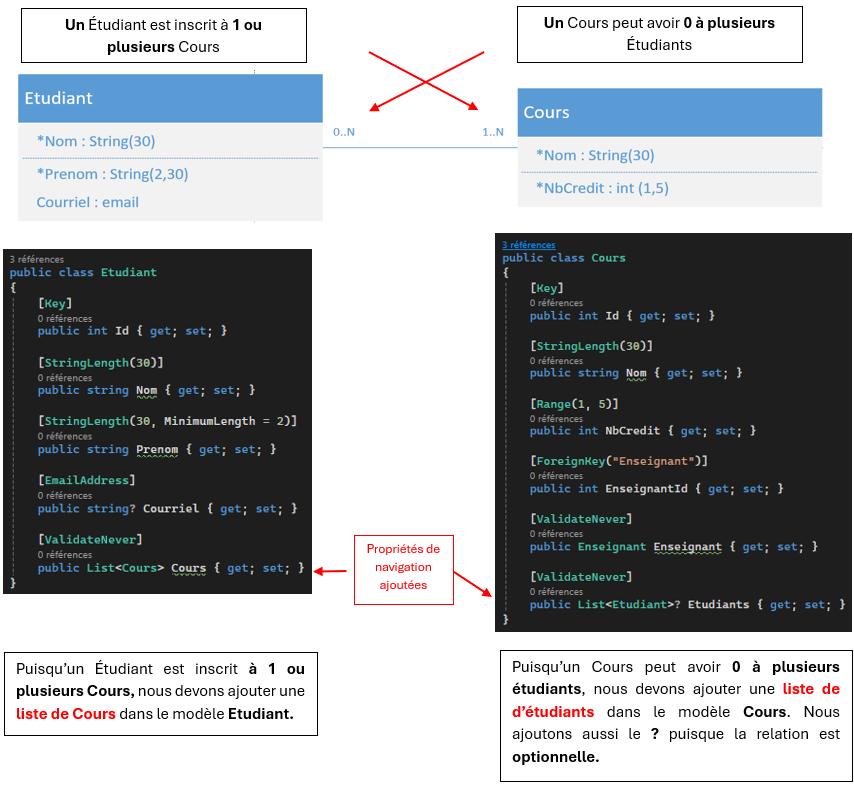 Un Étudiant est inscrit à 1 ou
plusieurs Cours
Un Cours peut avoir 0 à plusieurs
Étudiants
Etudiant
*Nom : String(30)
*Prenom : String(2,30)
Courriel : email
0..N
1..N
Cours
*Nom : String(30)
*NbCredit : int (1,5)
3 références
public class Etudiant
{
[Key]
0 références
public int Id { get; set; }
[StringLength(30)]
0 références
public string Nom { get; set; }
[StringLength(30, MinimumLength = 2)]
0 références
public string Prenom { get; set; }
[EmailAddress]
0 références
public string? Courriel { get; set; }
[ValidateNever]
0 références
public List<Cours> Cours { get; set; }
}
Propriétés de
navigation
ajoutées
3 références
public class Cours
{
[Key]
0 références
public int Id { get; set; }
[StringLength(30)]
0 références
public string Nom { get; set; }
[Range(1, 5)]
0 références
public int NbCredit { get; set; }
[ForeignKey("Enseignant")]
0 références
public int EnseignantId { get; set; }
[ValidateNever]
0 références
public Enseignant Enseignant { get; set; }
[ValidateNever]
0 références
public List<Etudiant>? Etudiants { get; set; }
}
Puisqu'un Étudiant est inscrit à 1 ou
plusieurs Cours, nous devons ajouter une
liste de Cours dans le modèle Etudiant.
Puisqu'un Cours peut avoir 0 à plusieurs
étudiants, nous devons ajouter une liste de
d'étudiants dans le modèle Cours. Nous
ajoutons aussi le ? puisque la relation est
optionnelle.